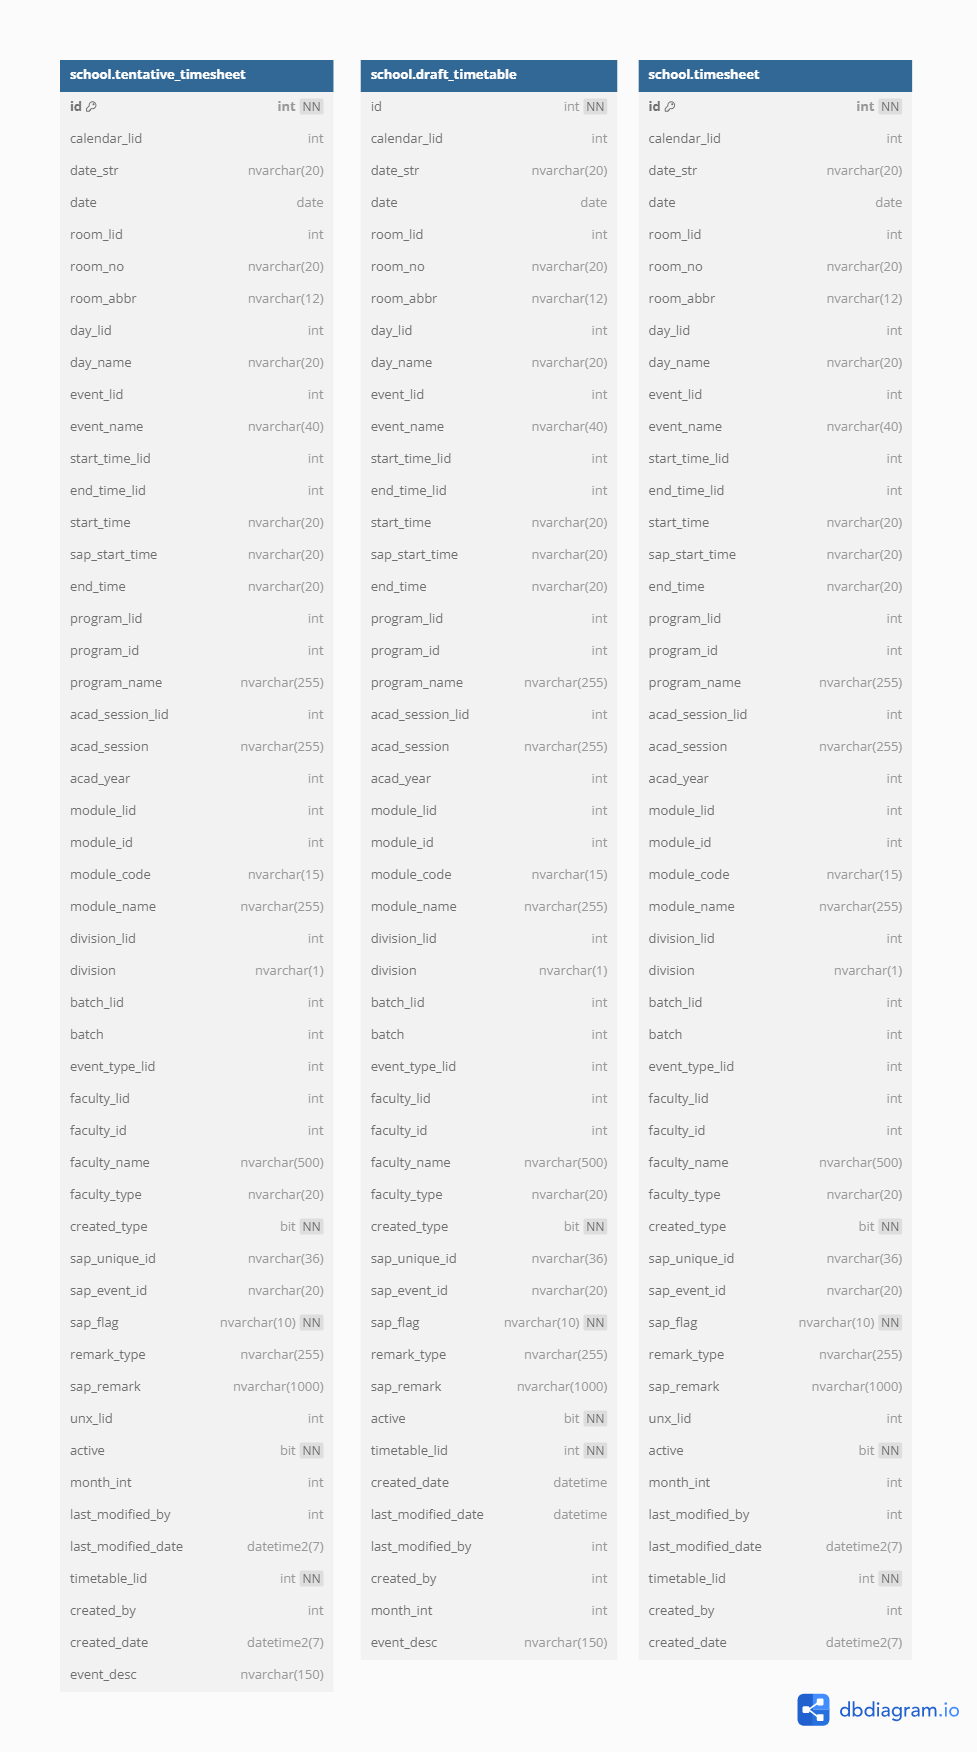 school.tentative_timesheet
id int NN
calendar_lid int
date_str nvarchar(20)
date date
room_lid int
room_no nvarchar(20)
room_abbr nvarchar(12)
day_lid int
day_name nvarchar(20)
event_lid int
event_name nvarchar(40)
start_time_lid int
end_time_lid int
start_time nvarchar(20)
sap_start_time nvarchar(20)
end_time nvarchar(20)
program_lid int
program_id int
program_name nvarchar(255)
acad_session_lid int
acad_session nvarchar(255)
acad_year int
module_lid int
module_id int
module_code nvarchar(15)
module_name nvarchar(255)
division_lid int
division nvarchar(1)
batch_lid int
batch int
event_type_lid int
faculty_lid int
faculty_id int
faculty_name nvarchar(500)
faculty_type nvarchar(20)
created_type bit NN
sap_unique_id nvarchar(36)
sap_event_id nvarchar(20)
sap_flag nvarchar(10) NN
remark_type nvarchar(255)
sap_remark nvarchar(1000)
unx_lid int
active bit NN
month_int int
last_modified_by int
last_modified_date datetime2(7)
timetable_lid int NN
created_by int
created_date datetime2(7)
event_desc nvarchar(150)
school.draft_timetable
id int NN
calendar_lid int
date_str nvarchar(20)
date date
room_lid int
room_no nvarchar(20)
room_abbr nvarchar(12)
day_lid int
day_name nvarchar(20)
event_lid int
event_name nvarchar(40)
start_time_lid int
end_time_lid int
start_time nvarchar(20)
sap_start_time nvarchar(20)
end_time nvarchar(20)
program_lid int
program_id int
program_name nvarchar(255)
acad_session_lid int
acad_session nvarchar(255)
acad_year int
module_lid int
module_id int
module_code nvarchar(15)
module_name nvarchar(255)
division_lid int
division nvarchar(1)
batch_lid int
batch int
event_type_lid int
faculty_lid int
faculty_id int
faculty_name nvarchar(500)
faculty_type nvarchar(20)
created_type bit NN
sap_unique_id nvarchar(36)
sap_event_id nvarchar(20)
sap_flag nvarchar(10) NN
remark_type nvarchar(255)
sap_remark nvarchar(1000)
active bit NN
timetable_lid int NN
created_date datetime
last_modified_date datetime
last_modified_by int
created_by int
month_int int
event_desc nvarchar(150)
school.timesheet
id int NN
calendar_lid int
date_str nvarchar(20)
date date
room_lid int
room_no nvarchar(20)
room_abbr nvarchar(12)
day_lid int
day_name nvarchar(20)
event_lid int
event_name nvarchar(40)
start_time_lid int
end_time_lid int
start_time nvarchar(20)
sap_start_time nvarchar(20)
end_time nvarchar(20)
program_lid int
program_id int
program_name nvarchar(255)
acad_session_lid int
acad_session nvarchar(255)
acad_year int
module_lid int
module_id int
module_code nvarchar(15)
module_name nvarchar(255)
division_lid int
division nvarchar(1)
batch_lid int
batch int
event_type_lid int
faculty_lid int
faculty_id int
faculty_name nvarchar(500)
faculty_type nvarchar(20)
created_type bit NN
sap_unique_id nvarchar(36)
sap_event_id nvarchar(20)
sap_flag nvarchar(10) NN
remark_type nvarchar(255)
sap_remark nvarchar(1000)
unx_lid int
active bit NN
month_int int
last_modified_by int
last_modified_date datetime2(7)
timetable_lid int NN
created_by int
created_date datetime2(7)
dbdiagram.io